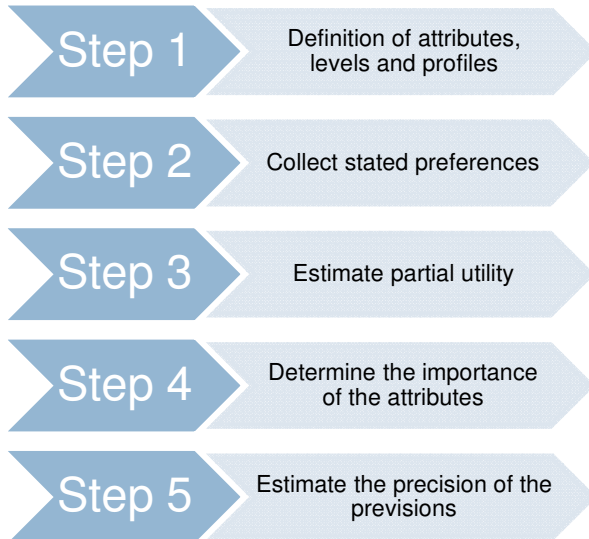 Step 1
Definition of attributes,
levels and profiles
Step 2
Collect stated preferences
Step 3
Estimate partial utility
Step 4
Determine the importance
of the attributes
Step 5
Estimate the precision of the
previsions